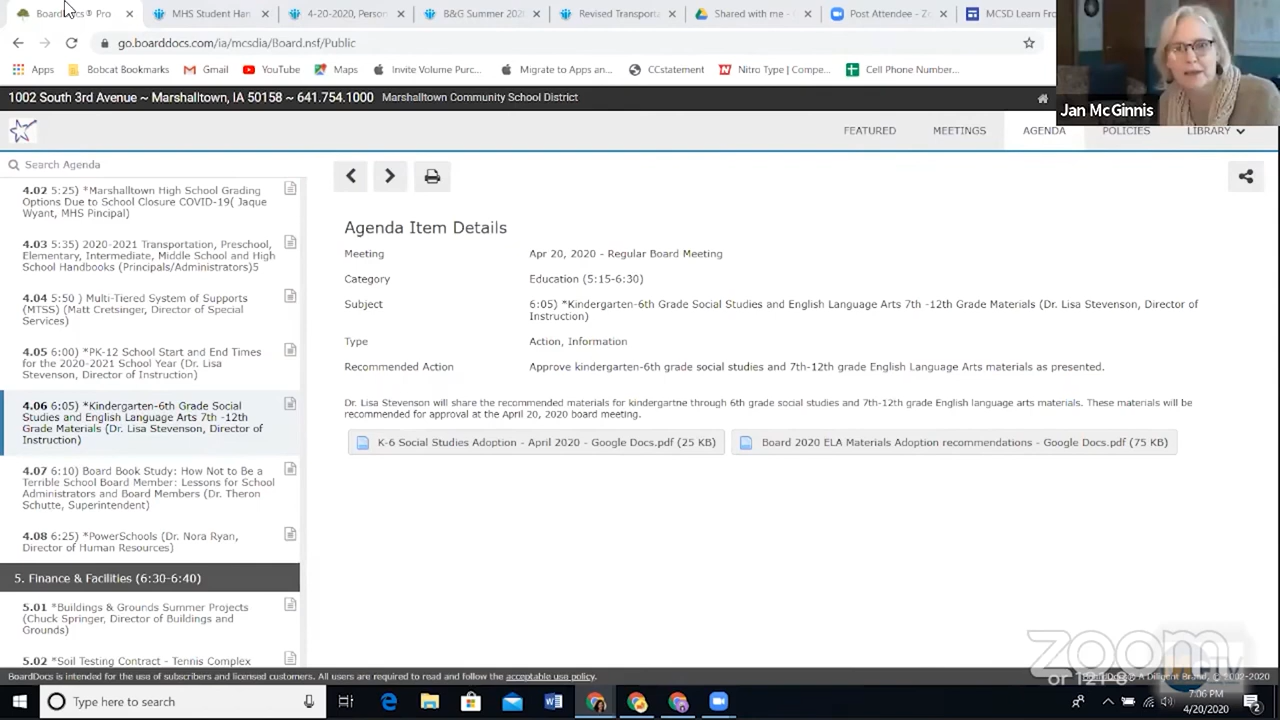 BoardDocs® Pro
MHS Student Han
4-20-2020, Person
B&G Summer 2020
Revised Transporta
Shared with me - G
Post Attendee - Zo
MCSD Learn Fro
go.boarddocs.com/ia/mcsdia/Board.nsf/Public
Apps
Bobcat Bookmarks
Gmail
YouTube
Maps
Invite Volume Purc...
Migrate to Apps an...
CCstatement
Nitro Type | Compe...
Cell Phone Number...
Jan McGinnis
1002 South 3rd Avenue ~ Marshalltown, IA 50158 ~ 641.754.1000
Marshalltown Community School District
FEATURED
MEETINGS
AGENDA
POLICIES
LIBRARY
Search Agenda
4.02 5:25) *Marshalltown High School Grading
Options Due to School Closure COVID-19( Jaque
Wyant, MHS Pincipal)
4.03 5:35) 2020-2021 Transportation, Preschool,
Elementary, Intermediate, Middle School and High
School Handbooks (Principals/Administrators)5
4.04 5:50 ) Multi-Tiered System of Supports
(MTSS) (Matt Cretsinger, Director of Special
Services)
4.05 6:00) *PK-12 School Start and End Times
for the 2020-2021 School Year (Dr. Lisa
Stevenson, Director of Instruction)
4.06 6:05) *Kindergarten-6th Grade Social
Studies and English Language Arts 7th -12th
Grade Materials (Dr. Lisa Stevenson, Director of
Instruction)
4.07 6:10) Board Book Study: How Not to Be a
Terrible School Board Member: Lessons for School
Administrators and Board Members (Dr. Theron
Schutte, Superintendent)
4.08 6:25) *PowerSchools (Dr. Nora Ryan,
Director of Human Resources)
5. Finance & Facilities (6:30-6:40)
5.01 *Buildings & Grounds Summer Projects
(Chuck Springer, Director of Buildings and
Grounds)
5.02 *Soil Testing Contract - Tennis Complex
Agenda Item Details
Meeting
Apr 20, 2020 - Regular Board Meeting
Category
Education (5:15-6:30)
Subject
6:05) *Kindergarten-6th Grade Social Studies and English Language Arts 7th -12th Grade Materials (Dr. Lisa Stevenson, Director of
Instruction)
Type
Action, Information
Recommended Action
Approve kindergarten-6th grade social studies and 7th-12th grade English Language Arts materials as presented.
Dr. Lisa Stevenson will share the recommended materials for kindergartne through 6th grade social studies and 7th-12th grade English language arts materials. These materials will be
recommended for approval at the April 20, 2020 board meeting.
K-6 Social Studies Adoption - April 2020 - Google Docs.pdf (25 KB)
Board 2020 ELA Materials Adoption recommendations - Google Docs.pdf (75 KB)
zoom
BoardDocs is intended for the use of subscribers and licensed customers. All users are required to read and follow the acceptable use policy.
BoardDocs is A Diligent Brand, © 2002-2020
Type here to search
7:06 PM
4/20/2020
2